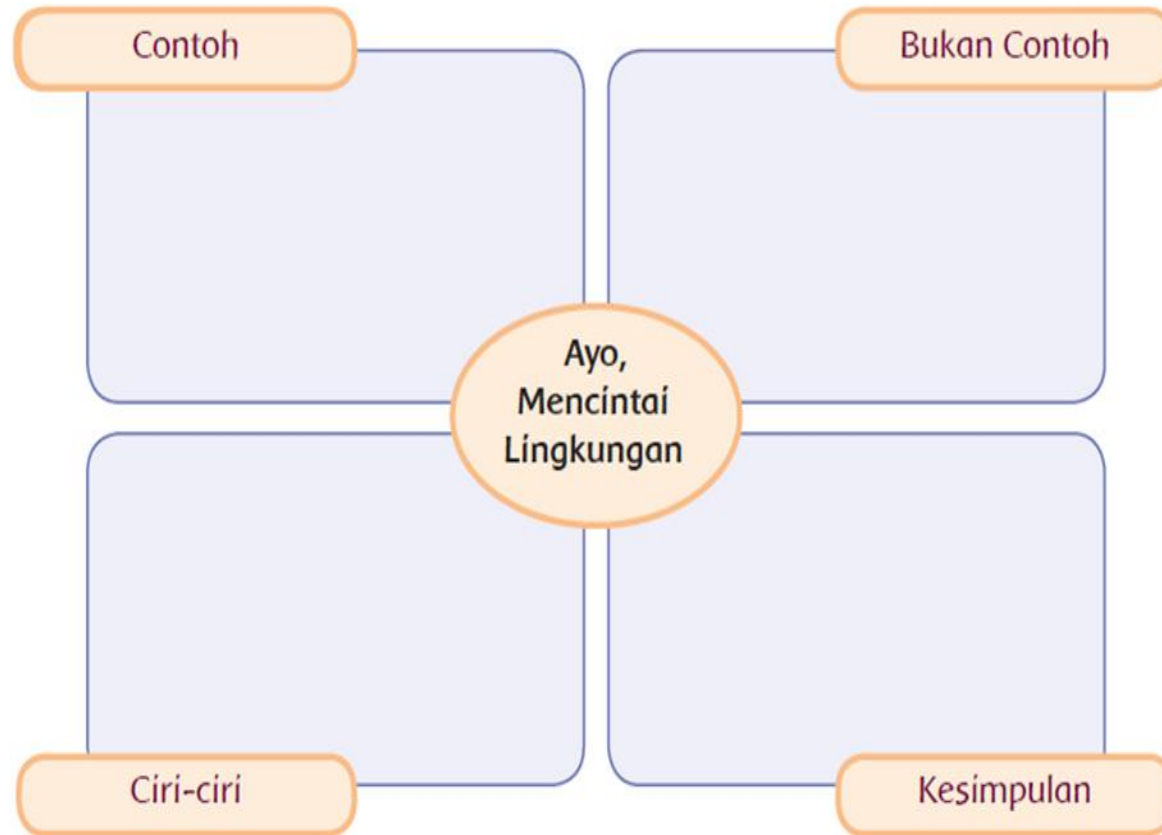 Contoh
Bukan Contoh
Ayo,
Mencintai
Lingkungan
Ciri-ciri
Kesimpulan